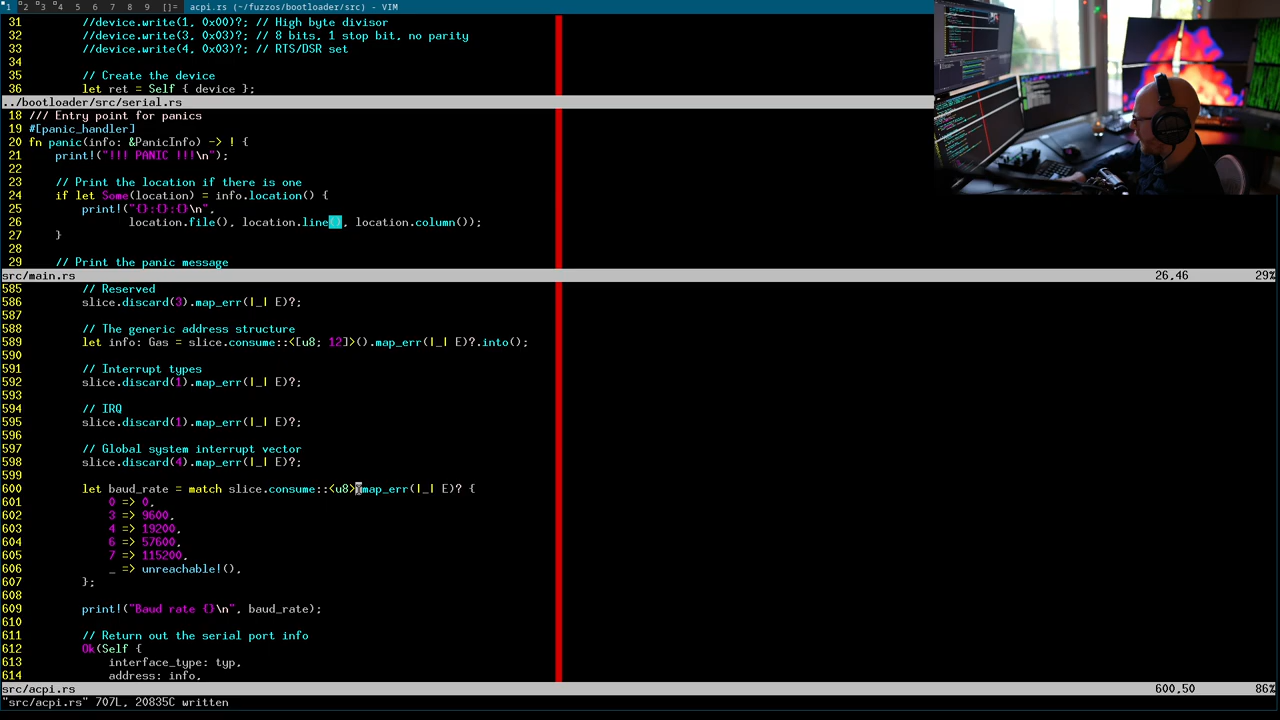 1 2 3 4 5 6 7 8 9 []= acpi.rs (~/fuzzos/bootloader/src) - VIM
31 //device.write(1, 0x00)?; // High byte divisor
32 //device.write(3, 0x03)?; // 8 bits, 1 stop bit, no parity
33 //device.write(4, 0x03)?; // RTS/DSR set
34
35 // Create the device
36 let ret = Self { device };
../bootloader/src/serial.rs
18 /// Entry point for panics
19 #[panic_handler]
20 fn panic(info: &PanicInfo) -> ! {
21 print!("!!! PANIC !!!\n");
22
23 // Print the location if there is one
24 if let Some(location) = info.location() {
25 print!("{}:{}:{}\n",
26 location.file(), location.line(), location.column());
27 }
28
29 // Print the panic message
src/main.rs 26,46 29%
585 // Reserved
586 slice.discard(3).map_err(|_| E)?;
587
588 // The generic address structure
589 let info: Gas = slice.consume::<[u8; 12]>().map_err(|_| E)?.into();
590
591 // Interrupt types
592 slice.discard(1).map_err(|_| E)?;
593
594 // IRQ
595 slice.discard(1).map_err(|_| E)?;
596
597 // Global system interrupt vector
598 slice.discard(4).map_err(|_| E)?;
599
600 let baud_rate = match slice.consume::<u8>)map_err(|_| E)? {
601 0 => 0,
602 3 => 9600,
603 4 => 19200,
604 6 => 57600,
605 7 => 115200,
606 _ => unreachable!(),
607 };
608
609 print!("Baud rate {}\n", baud_rate);
610
611 // Return out the serial port info
612 Ok(Self {
613 interface_type: typ,
614 address: info,
src/acpi.rs 600,50 86%
"src/acpi.rs" 707L, 20835C written